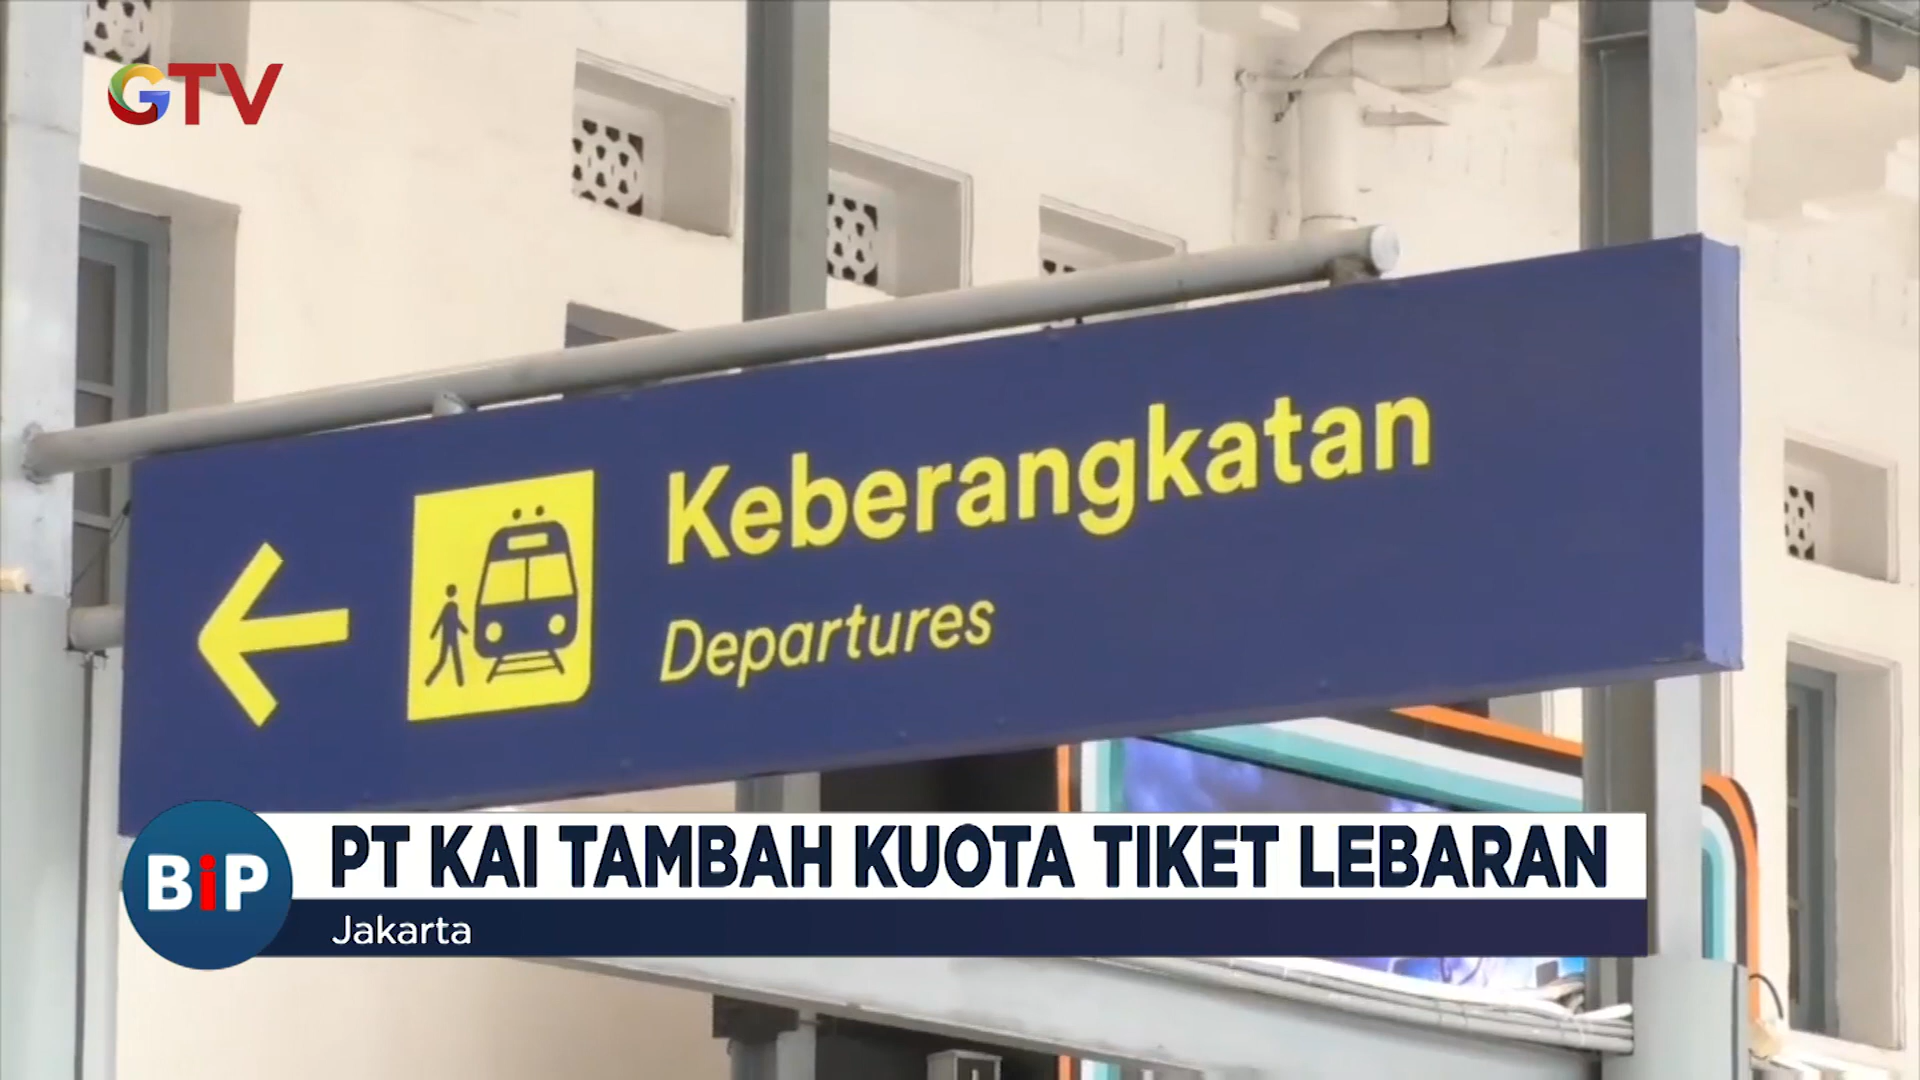 GTV
Keberangkatan
Departures
BiP
PT KAI TAMBAH KUOTA TIKET LEBARAN
Jakarta